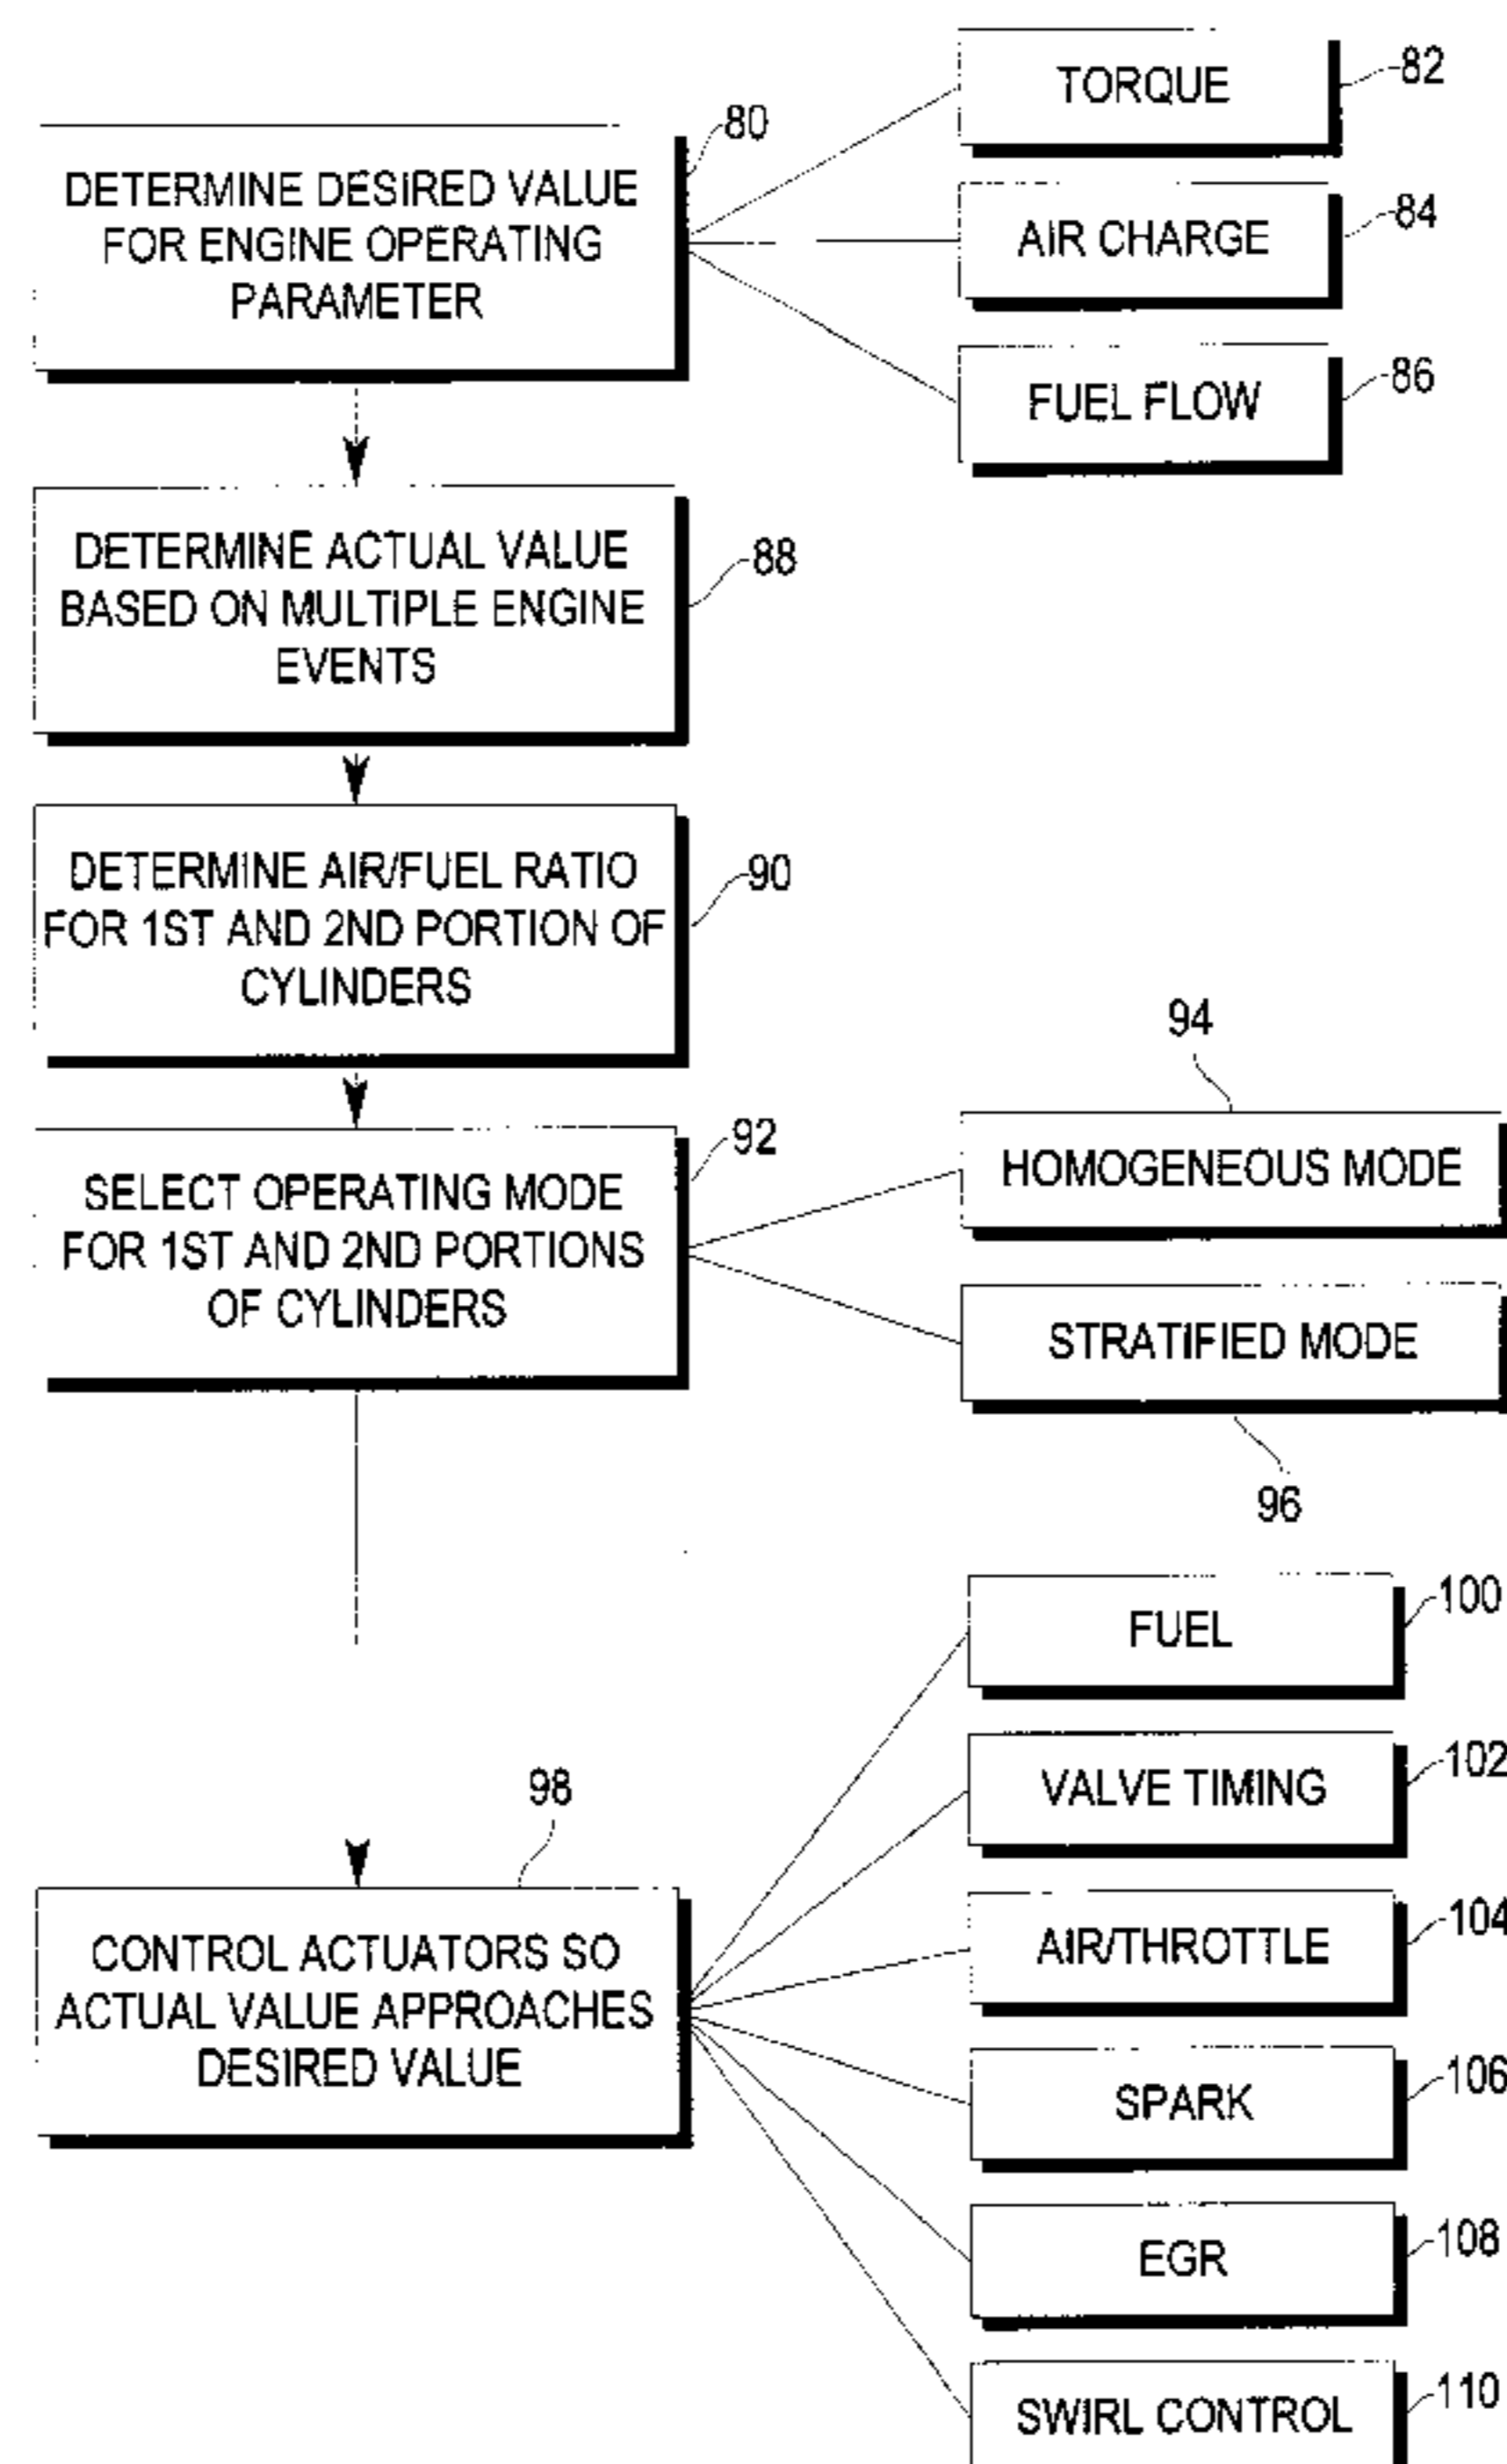 TORQUE
82
80
DETERMINE DESIRED VALUE
FOR ENGINE OPERATING
PARAMETER
AIR CHARGE
84
FUEL FLOW
86
DETERMINE ACTUAL VALUE
BASED ON MULTIPLE ENGINE
EVENTS
88
DETERMINE AIR/FUEL RATIO
FOR 1ST AND 2ND PORTION OF
CYLINDERS
90
92
SELECT OPERATING MODE
FOR 1ST AND 2ND PORTIONS
OF CYLINDERS
94
HOMOGENEOUS MODE
STRATIFIED MODE
96
98
CONTROL ACTUATORS SO
ACTUAL VALUE APPROACHES
DESIRED VALUE
FUEL
100
VALVE TIMING
102
AIR/THROTTLE
104
SPARK
106
EGR
108
SWIRL CONTROL
110